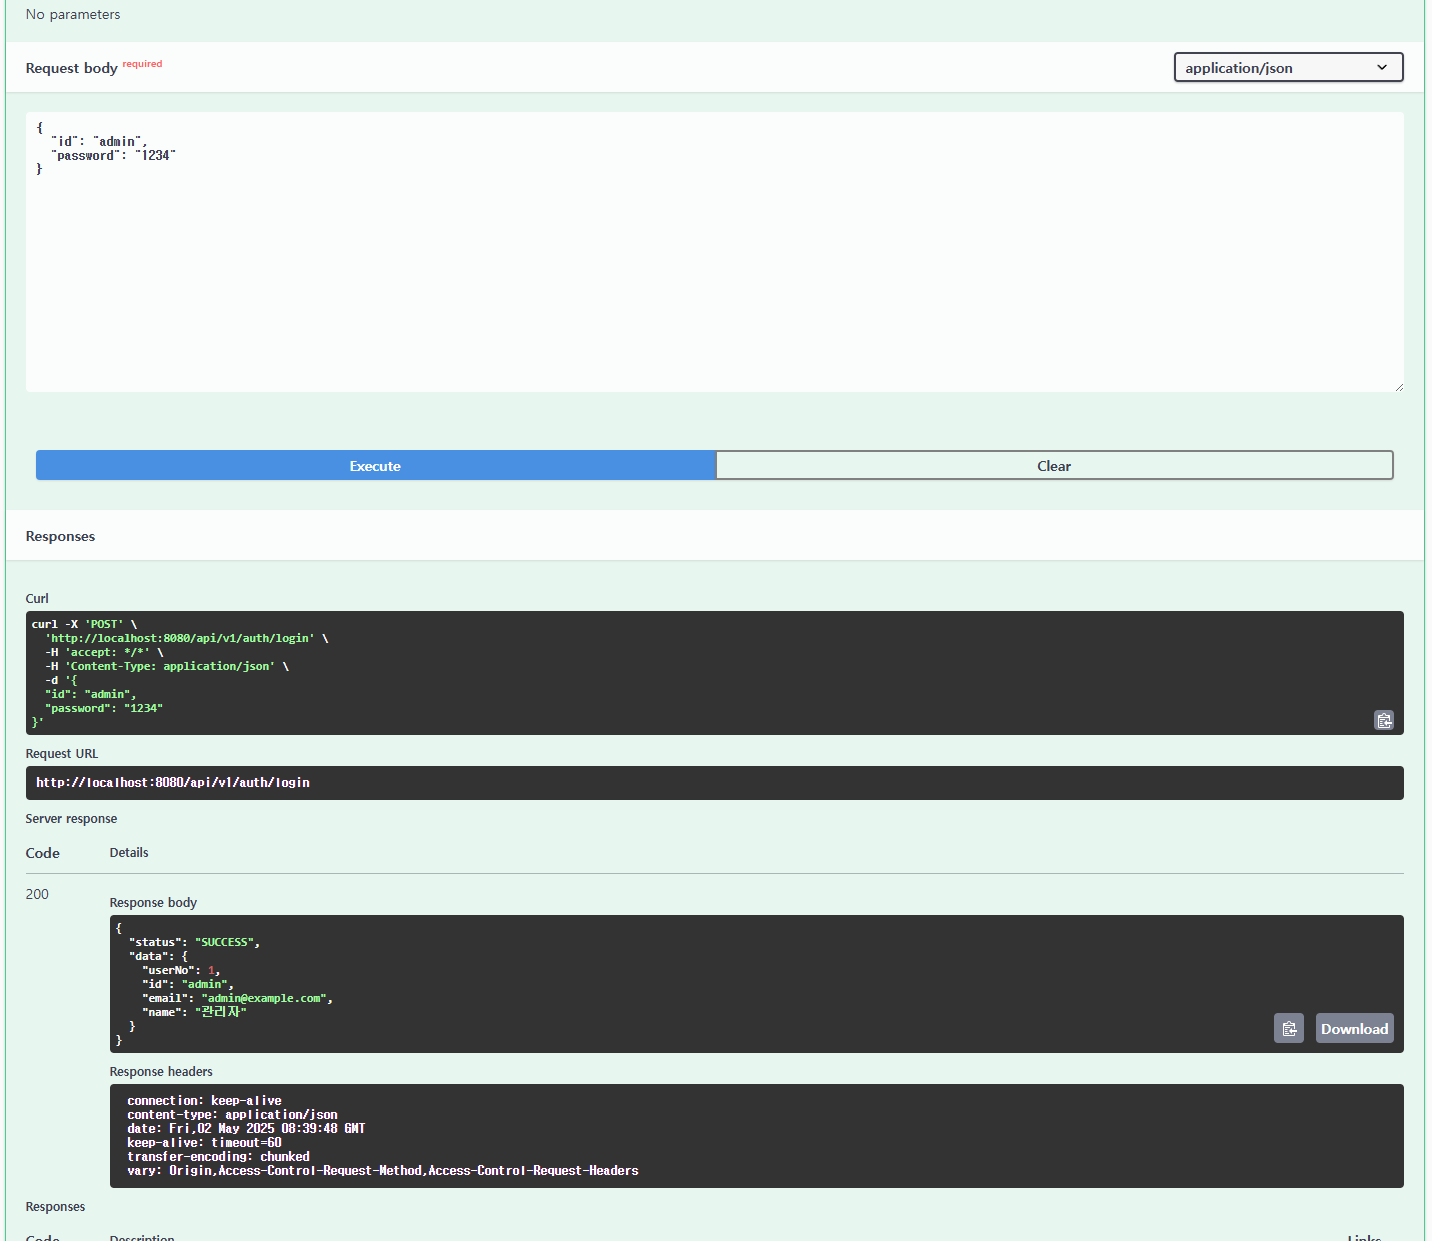 No parameters
Request body required
application/json
{
  "id": "admin",
  "password": "1234"
}
Execute
Clear
Responses
Curl
curl -X 'POST' \
  'http://localhost:8080/api/v1/auth/login' \
  -H 'accept: */*' \
  -H 'Content-Type: application/json' \
  -d '{
  "id": "admin",
  "password": "1234"
}'
Request URL
http://localhost:8080/api/v1/auth/login
Server response
Code Details
200
Response body
{
  "status": "SUCCESS",
  "data": {
    "userNo": 1,
    "id": "admin",
    "email": "admin@example.com",
    "name": "관리자"
  }
}
Download
Response headers
connection: keep-alive
content-type: application/json
date: Fri,02 May 2025 08:39:48 GMT
keep-alive: timeout=60
transfer-encoding: chunked
vary: Origin,Access-Control-Request-Method,Access-Control-Request-Headers
Responses
Code Description Links